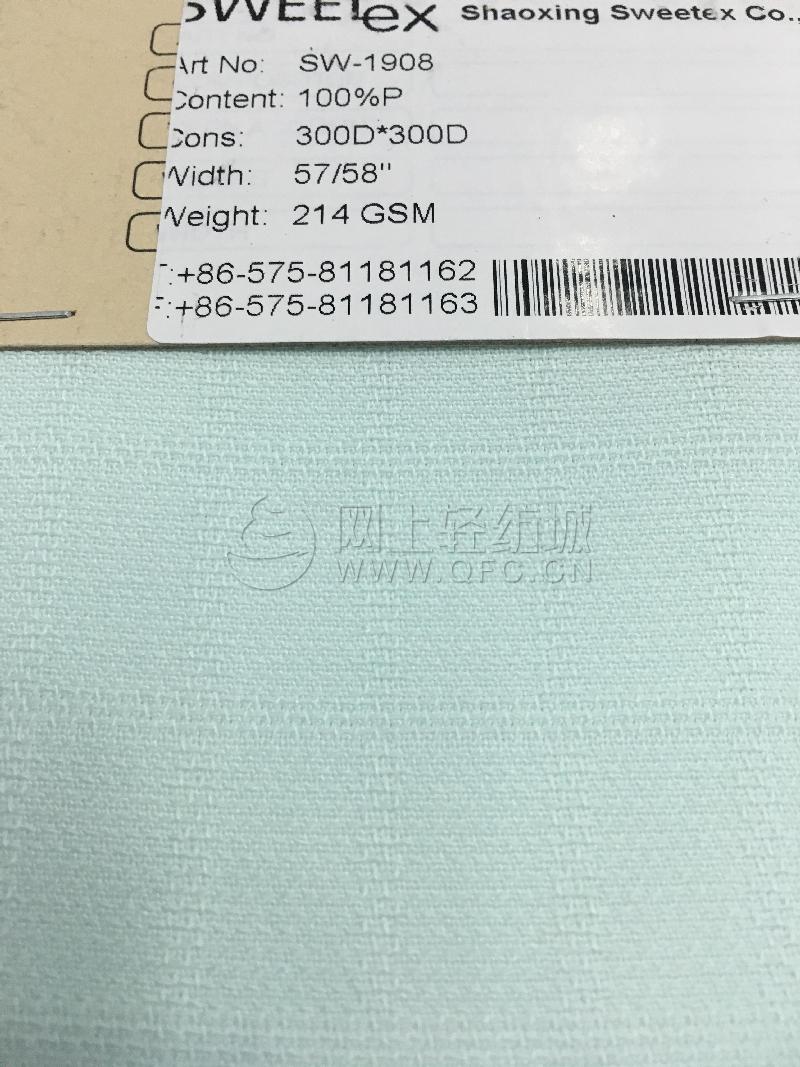 SWEETex Shaoxing Sweetex Co.,
Art No: SW-1908
Content: 100%P
Cons: 300D*300D
Width: 57/58"
Weight: 214 GSM
T:+86-575-81181162
F:+86-575-81181163
网上轻纺城
WWW.QFC.CN